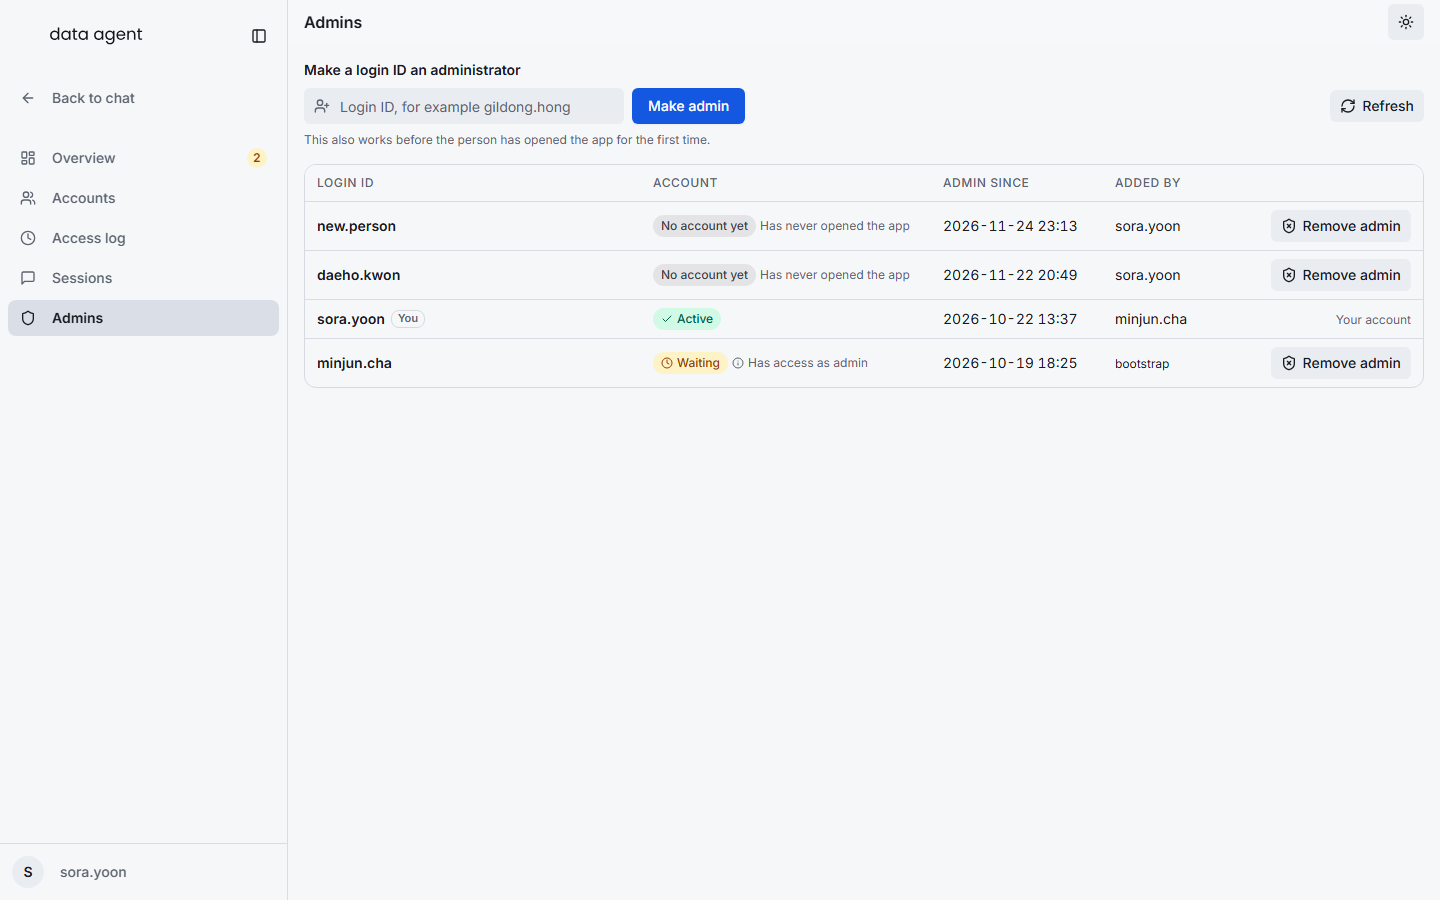 data agent
Back to chat
Overview 2
Accounts
Access log
Sessions
Admins
S sora.yoon
Admins
Make a login ID an administrator
Login ID, for example gildong.hong Make admin Refresh
This also works before the person has opened the app for the first time.
LOGIN ID ACCOUNT ADMIN SINCE ADDED BY
new.person No account yet Has never opened the app 2026-11-24 23:13 sora.yoon Remove admin
daeho.kwon No account yet Has never opened the app 2026-11-22 20:49 sora.yoon Remove admin
sora.yoon You Active 2026-10-22 13:37 minjun.cha Your account
minjun.cha Waiting Has access as admin 2026-10-19 18:25 bootstrap Remove admin